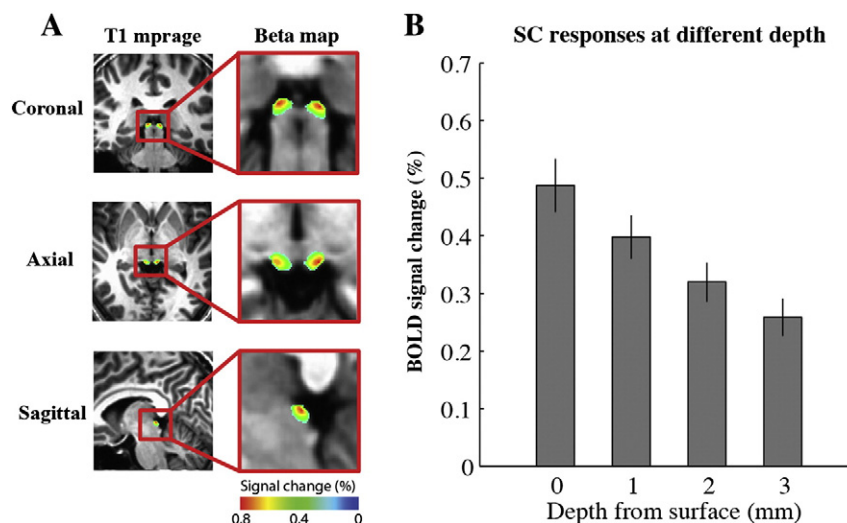 A
T1 mprage
Beta map
Coronal
Axial
Sagittal
Signal change (%)
0.8
0.4
0
B
SC responses at different depth
BOLD signal change (%)
0.7
0.6
0.5
0.4
0.3
0.2
0.1
0
0
1
2
3
Depth from surface (mm)